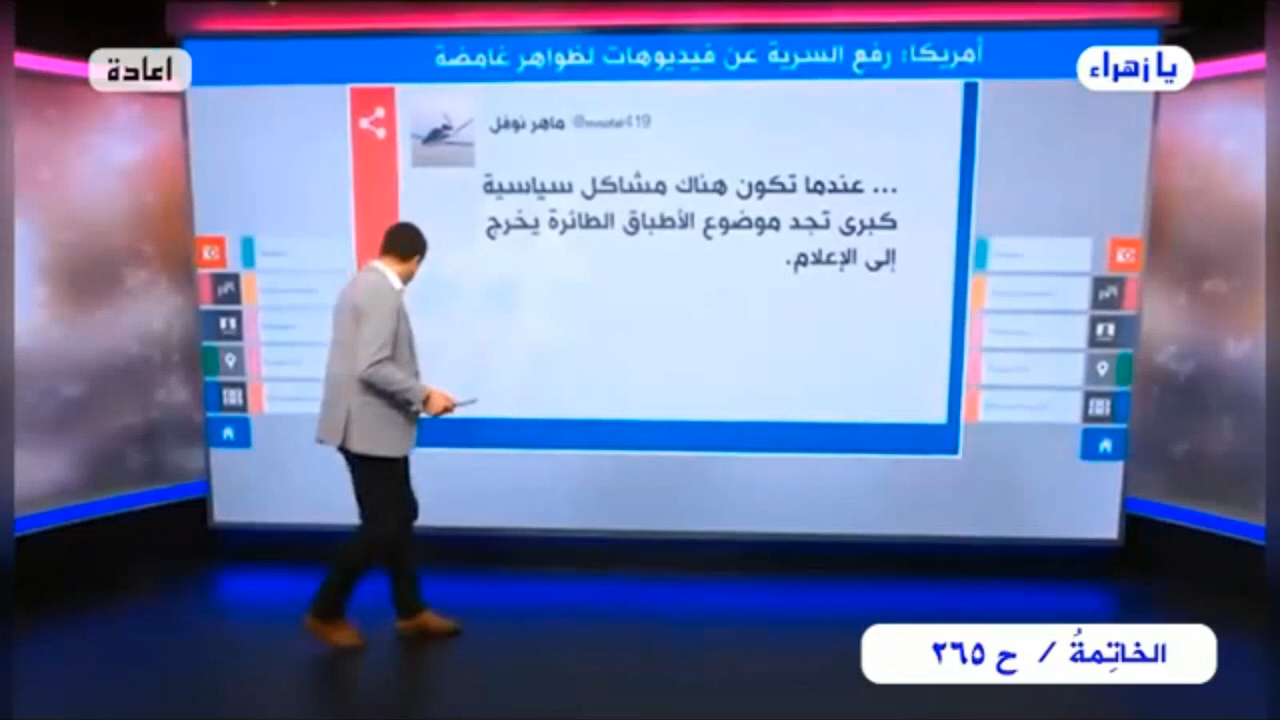 يا زهراء
اعادة
أمريكا: رفع السرية عن فيديوهات لظواهر غامضة
ماهر نوفل
... عندما تكون هناك مشاكل سياسية
كبرى تجد موضوع الأطباق الطائرة يخرج
إلى الإعلام.
الخاتِمةُ / ح ٢٦٥